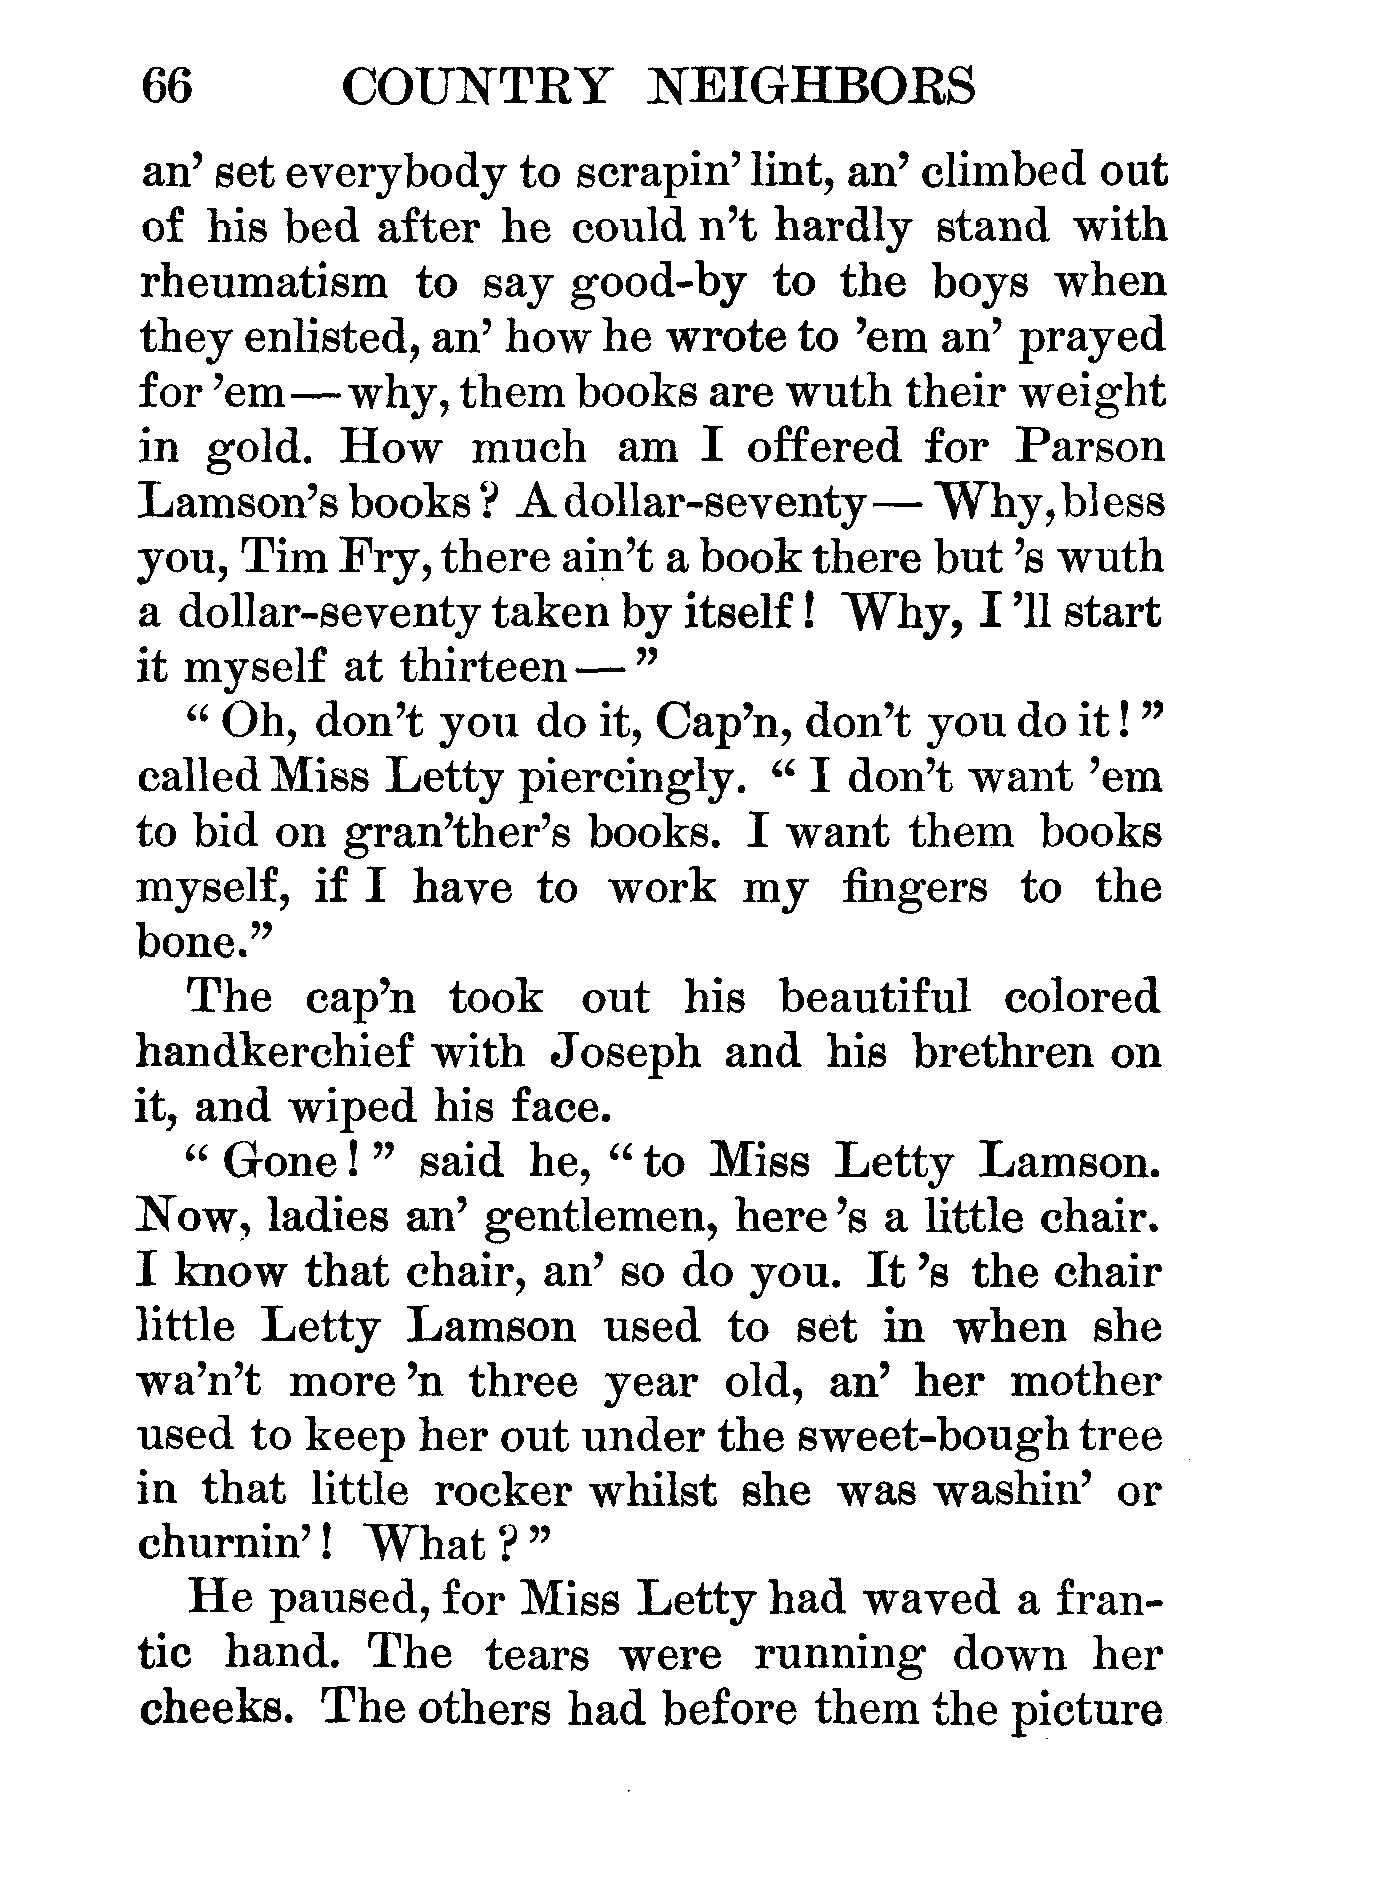 66 COUNTRY NEIGHBORS
an' set everybody to scrapin' lint, an' climbed out
of his bed after he could n't hardly stand with
rheumatism to say good-by to the boys when
they enlisted, an' how he wrote to 'em an' prayed
for 'em—why, them books are wuth their weight
in gold. How much am I offered for Parson
Lamson's books? A dollar-seventy— Why, bless
you, Tim Fry, there ain't a book there but 's wuth
a dollar-seventy taken by itself! Why, I 'll start
it myself at thirteen—"
"Oh, don't you do it, Cap'n, don't you do it!"
called Miss Letty piercingly. "I don't want 'em
to bid on gran'ther's books. I want them books
myself, if I have to work my fingers to the
bone."
The cap'n took out his beautiful colored
handkerchief with Joseph and his brethren on
it, and wiped his face.
"Gone!" said he, "to Miss Letty Lamson.
Now, ladies an' gentlemen, here 's a little chair.
I know that chair, an' so do you. It 's the chair
little Letty Lamson used to set in when she
wa'n't more 'n three year old, an' her mother
used to keep her out under the sweet-bough tree
in that little rocker whilst she was washin' or
churnin'! What?"
He paused, for Miss Letty had waved a fran-
tic hand. The tears were running down her
cheeks. The others had before them the picture